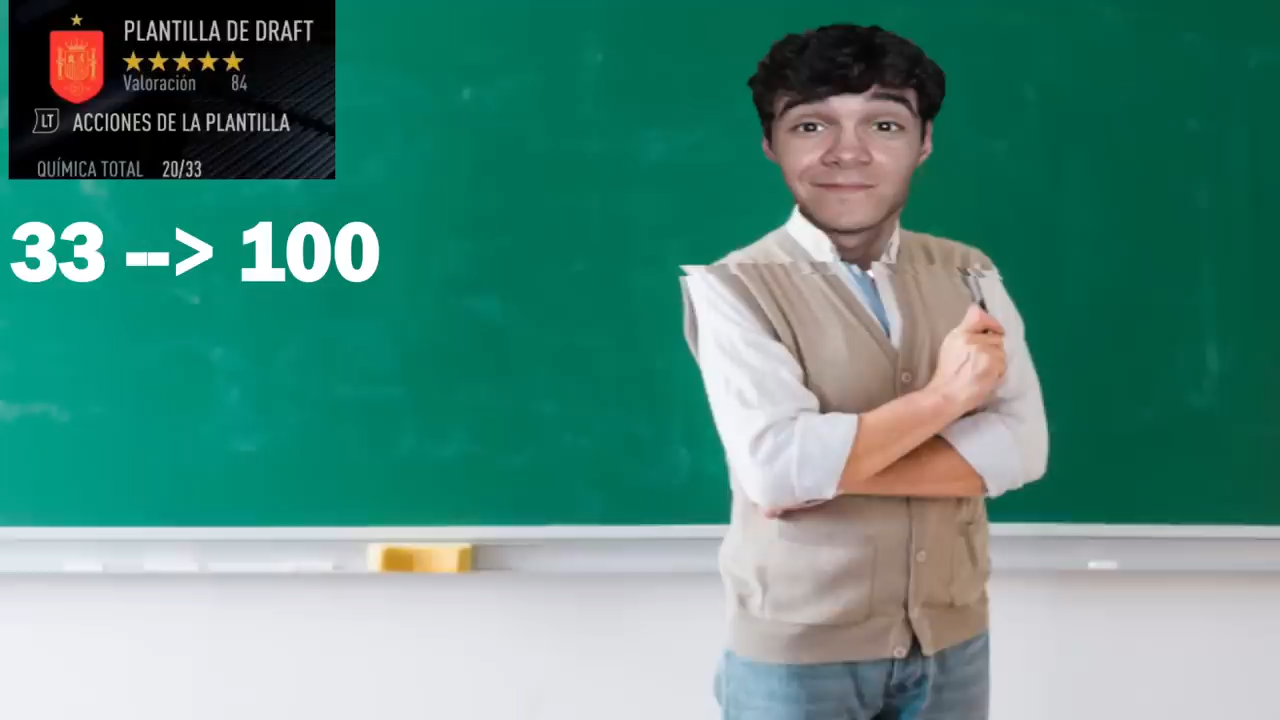 PLANTILLA DE DRAFT
Valoración 84
LT ACCIONES DE LA PLANTILLA
QUÍMICA TOTAL 20/33
33 --> 100